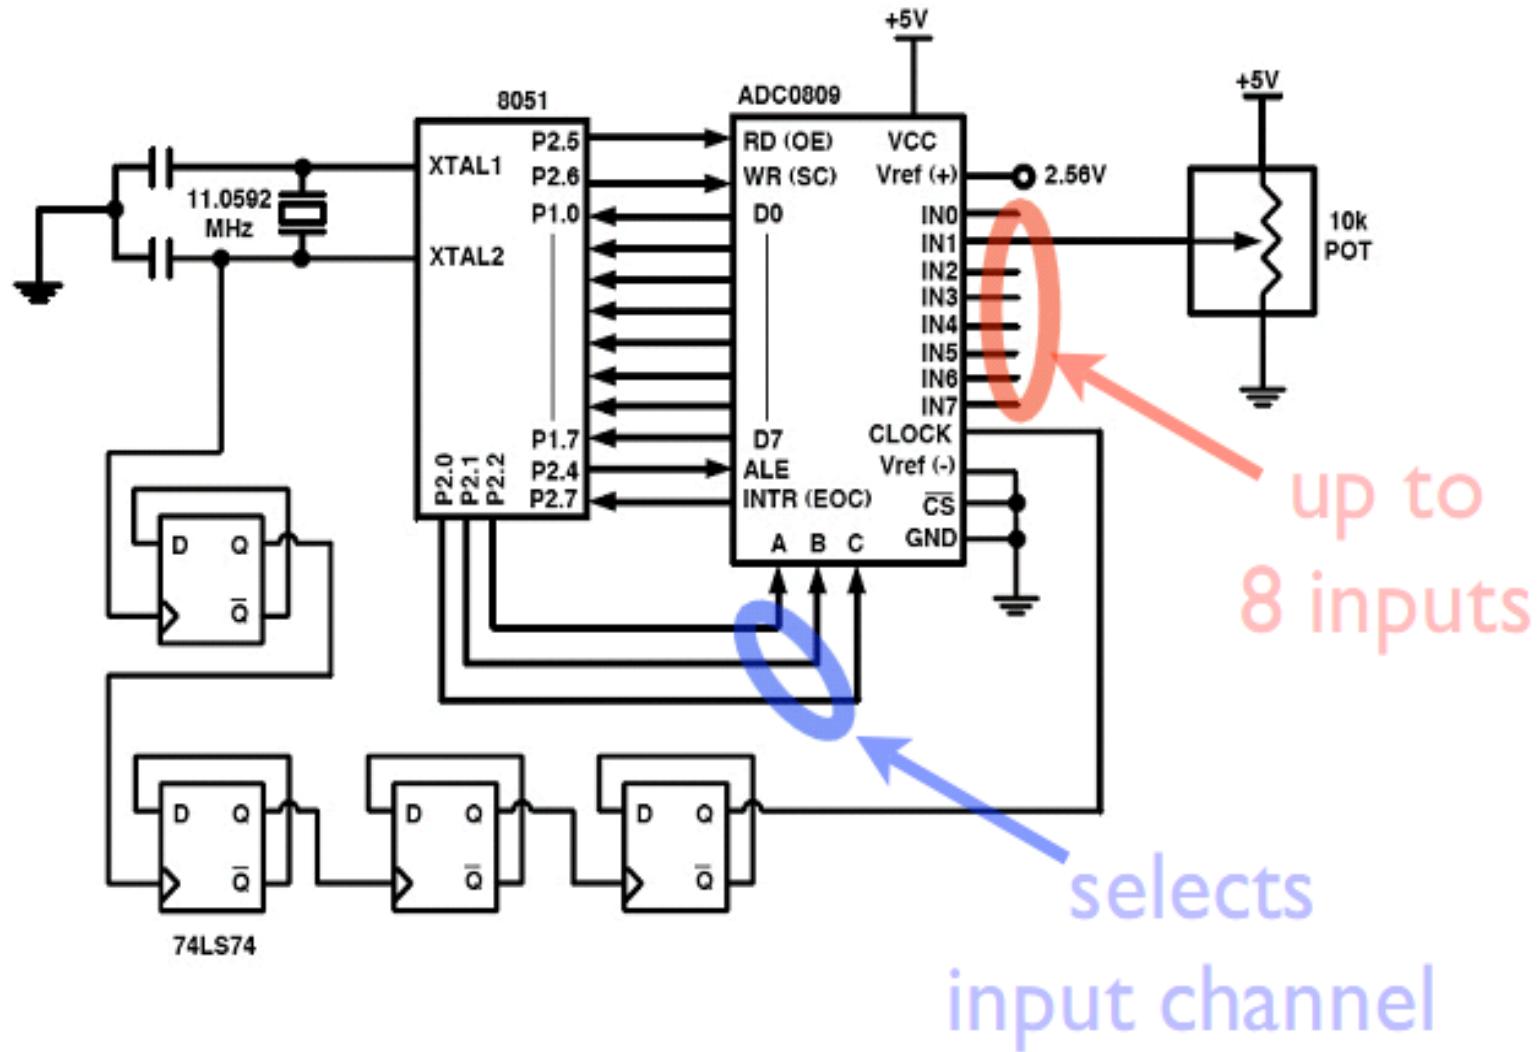 +5V
+5V
8051
ADC0809
XTAL1
XTAL2
11.0592
MHz
P2.5
P2.6
P1.0
P1.7
P2.4
P2.7
P2.0
P2.1
P2.2
RD (OE)
WR (SC)
D0
D7
ALE
INTR (EOC)
A B C
VCC
Vref (+)
2.56V
IN0
IN1
IN2
IN3
IN4
IN5
IN6
IN7
CLOCK
Vref (-)
C̅S̅
GND
10k
POT
up to
8 inputs
D Q
Q̅
D Q
Q̅
D Q
Q̅
D Q
Q̅
74LS74
selects
input channel